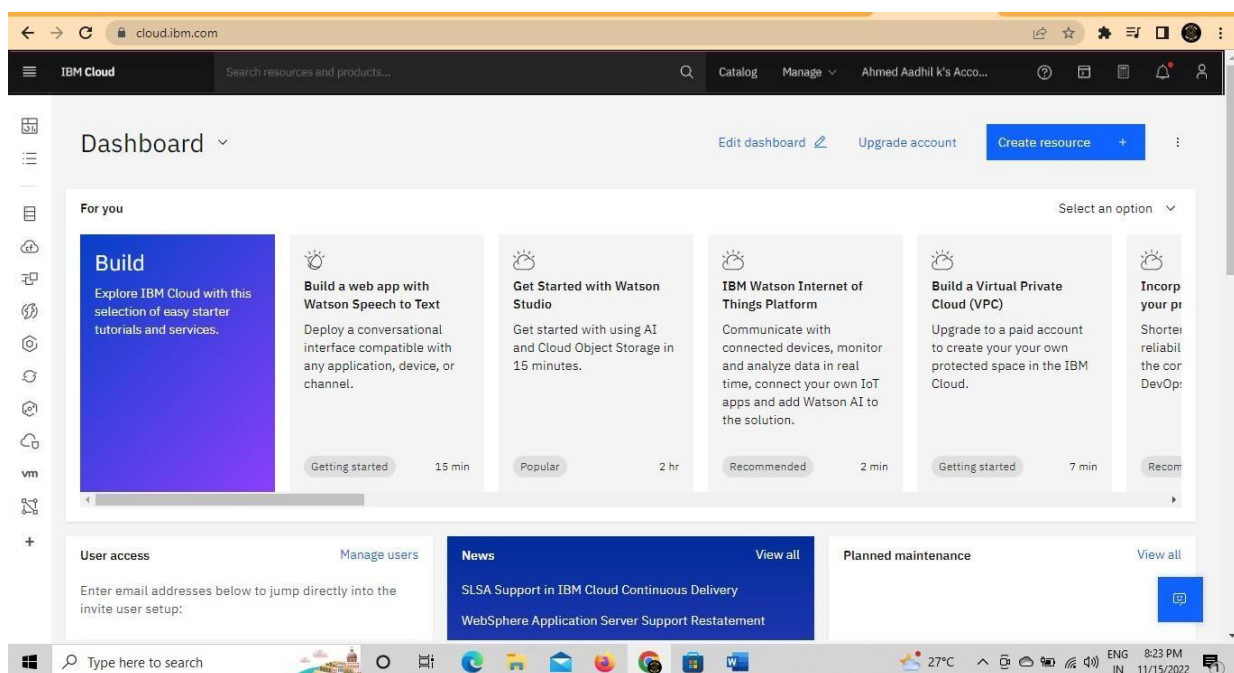 cloud.ibm.com
IBM Cloud
Search resources and products...
Catalog
Manage
Ahmed Aadhil k's Acco...
Dashboard
Edit dashboard
Upgrade account
Create resource +
For you
Select an option
Build
Explore IBM Cloud with this
selection of easy starter
tutorials and services.
Build a web app with
Watson Speech to Text
Deploy a conversational
interface compatible with
any application, device, or
channel.
Getting started
15 min
Get Started with Watson
Studio
Get started with using AI
and Cloud Object Storage in
15 minutes.
Popular
2 hr
IBM Watson Internet of
Things Platform
Communicate with
connected devices, monitor
and analyze data in real
time, connect your own IoT
apps and add Watson AI to
the solution.
Recommended
2 min
Build a Virtual Private
Cloud (VPC)
Upgrade to a paid account
to create your your own
protected space in the IBM
Cloud.
Getting started
7 min
Incorp
your pr
Shorter
reliabil
the cor
DevOp:
Recom
vm
User access
Manage users
Enter email addresses below to jump directly into the
invite user setup:
News
View all
SLSA Support in IBM Cloud Continuous Delivery
WebSphere Application Server Support Restatement
Planned maintenance
View all
Type here to search
27°C
ENG
IN
8:23 PM
11/15/2022